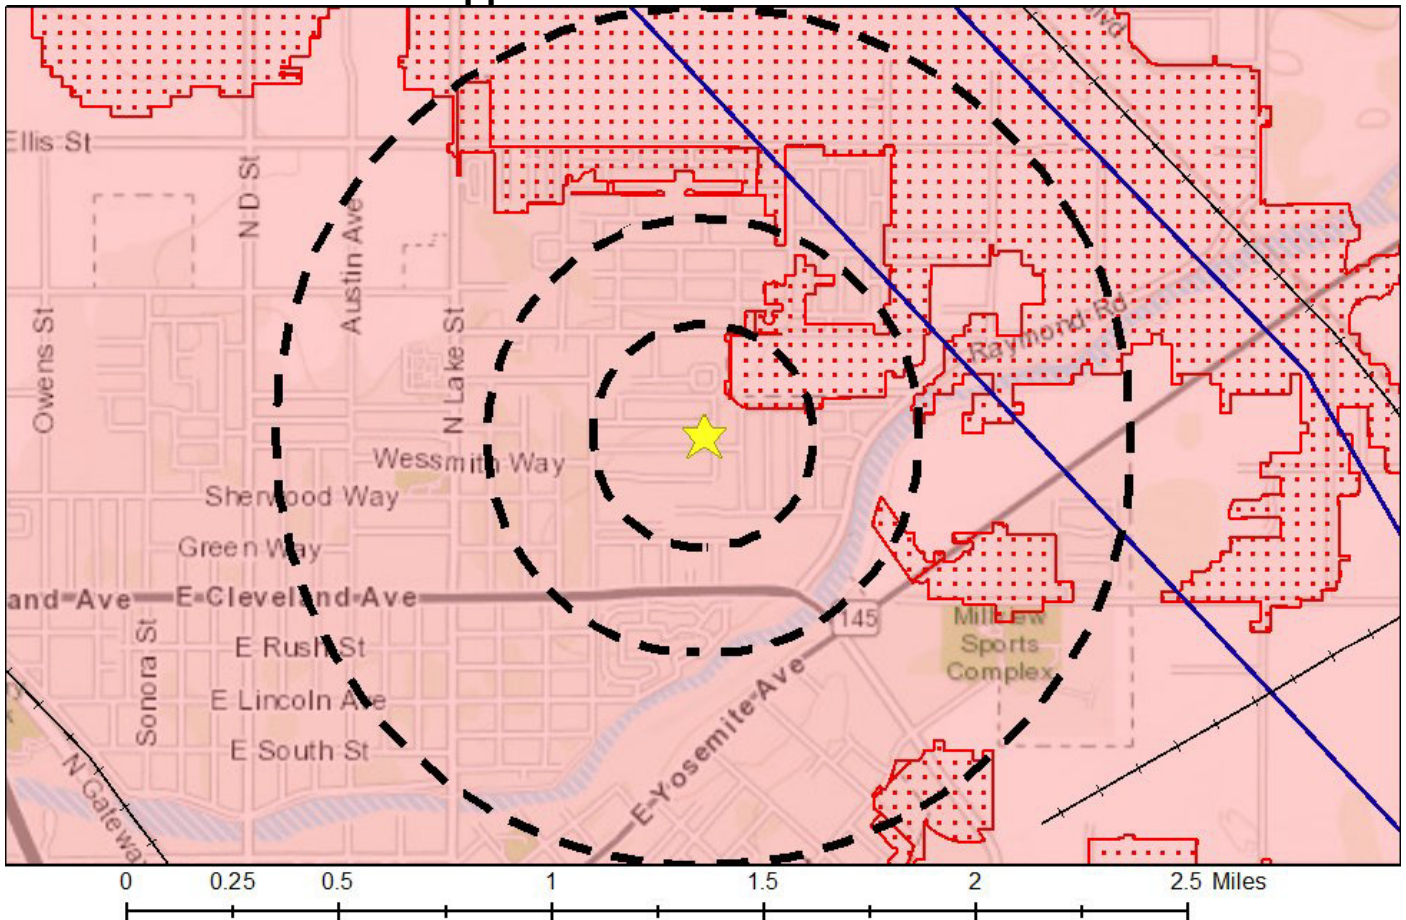 Blvd
Ellis St
N D St
Austin Ave
Owens St
N Lake St
Raymond Rd
Wessmith Way
Sherwood Way
Green Way
and Ave
E Cleveland Ave
145
Millview
Sports
Complex
E Rush St
Sonora St
E Lincoln Ave
E South St
E Yosemite Ave
N Gateway
0 0.25 0.5 1 1.5 2 2.5 Miles